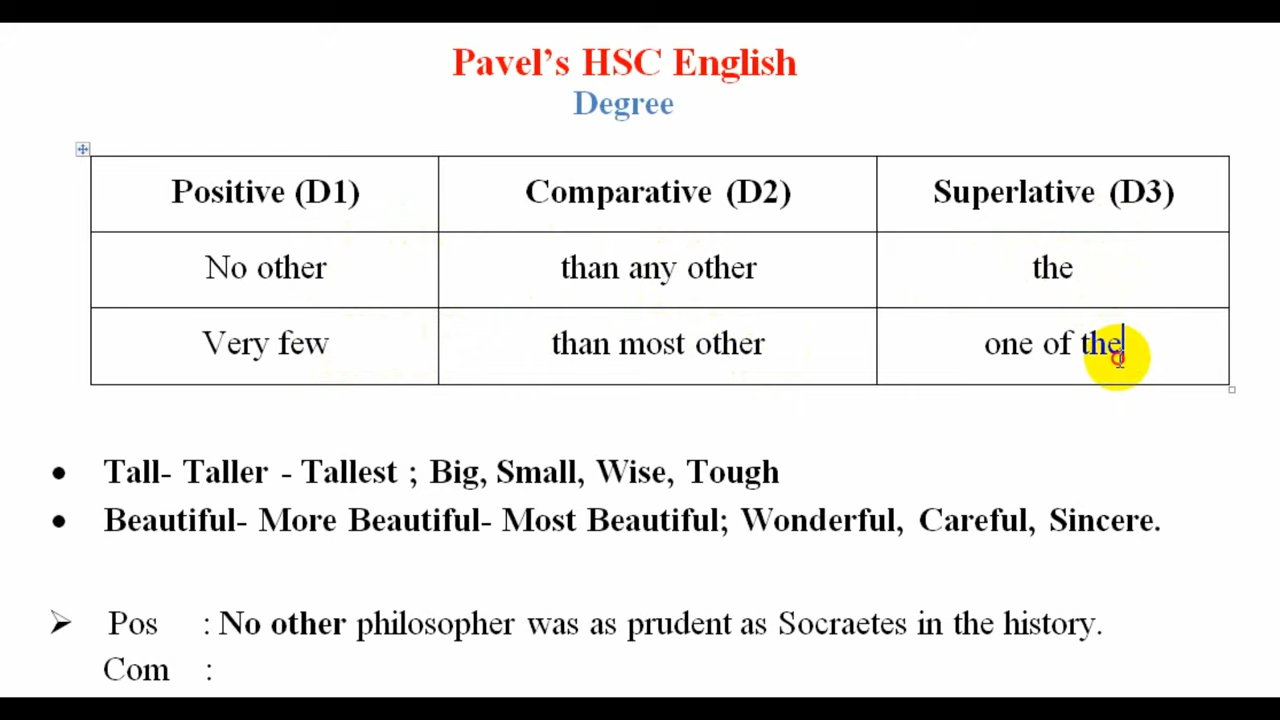 Pavel’s HSC English
Degree
Positive (D1) Comparative (D2) Superlative (D3)
No other than any other the
Very few than most other one of the
• Tall- Taller - Tallest ; Big, Small, Wise, Tough
• Beautiful- More Beautiful- Most Beautiful; Wonderful, Careful, Sincere.
➢ Pos : No other philosopher was as prudent as Socraetes in the history.
Com :